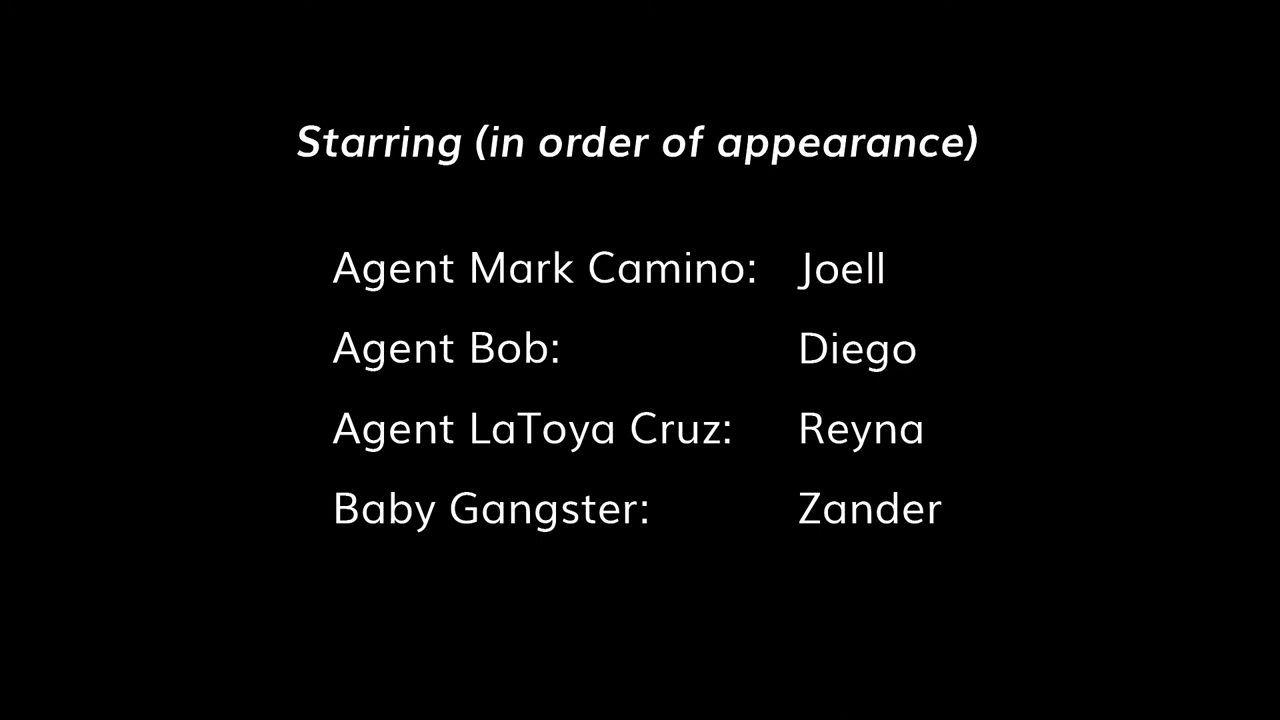 Starring (in order of appearance)
Agent Mark Camino: Joell
Agent Bob: Diego
Agent LaToya Cruz: Reyna
Baby Gangster: Zander